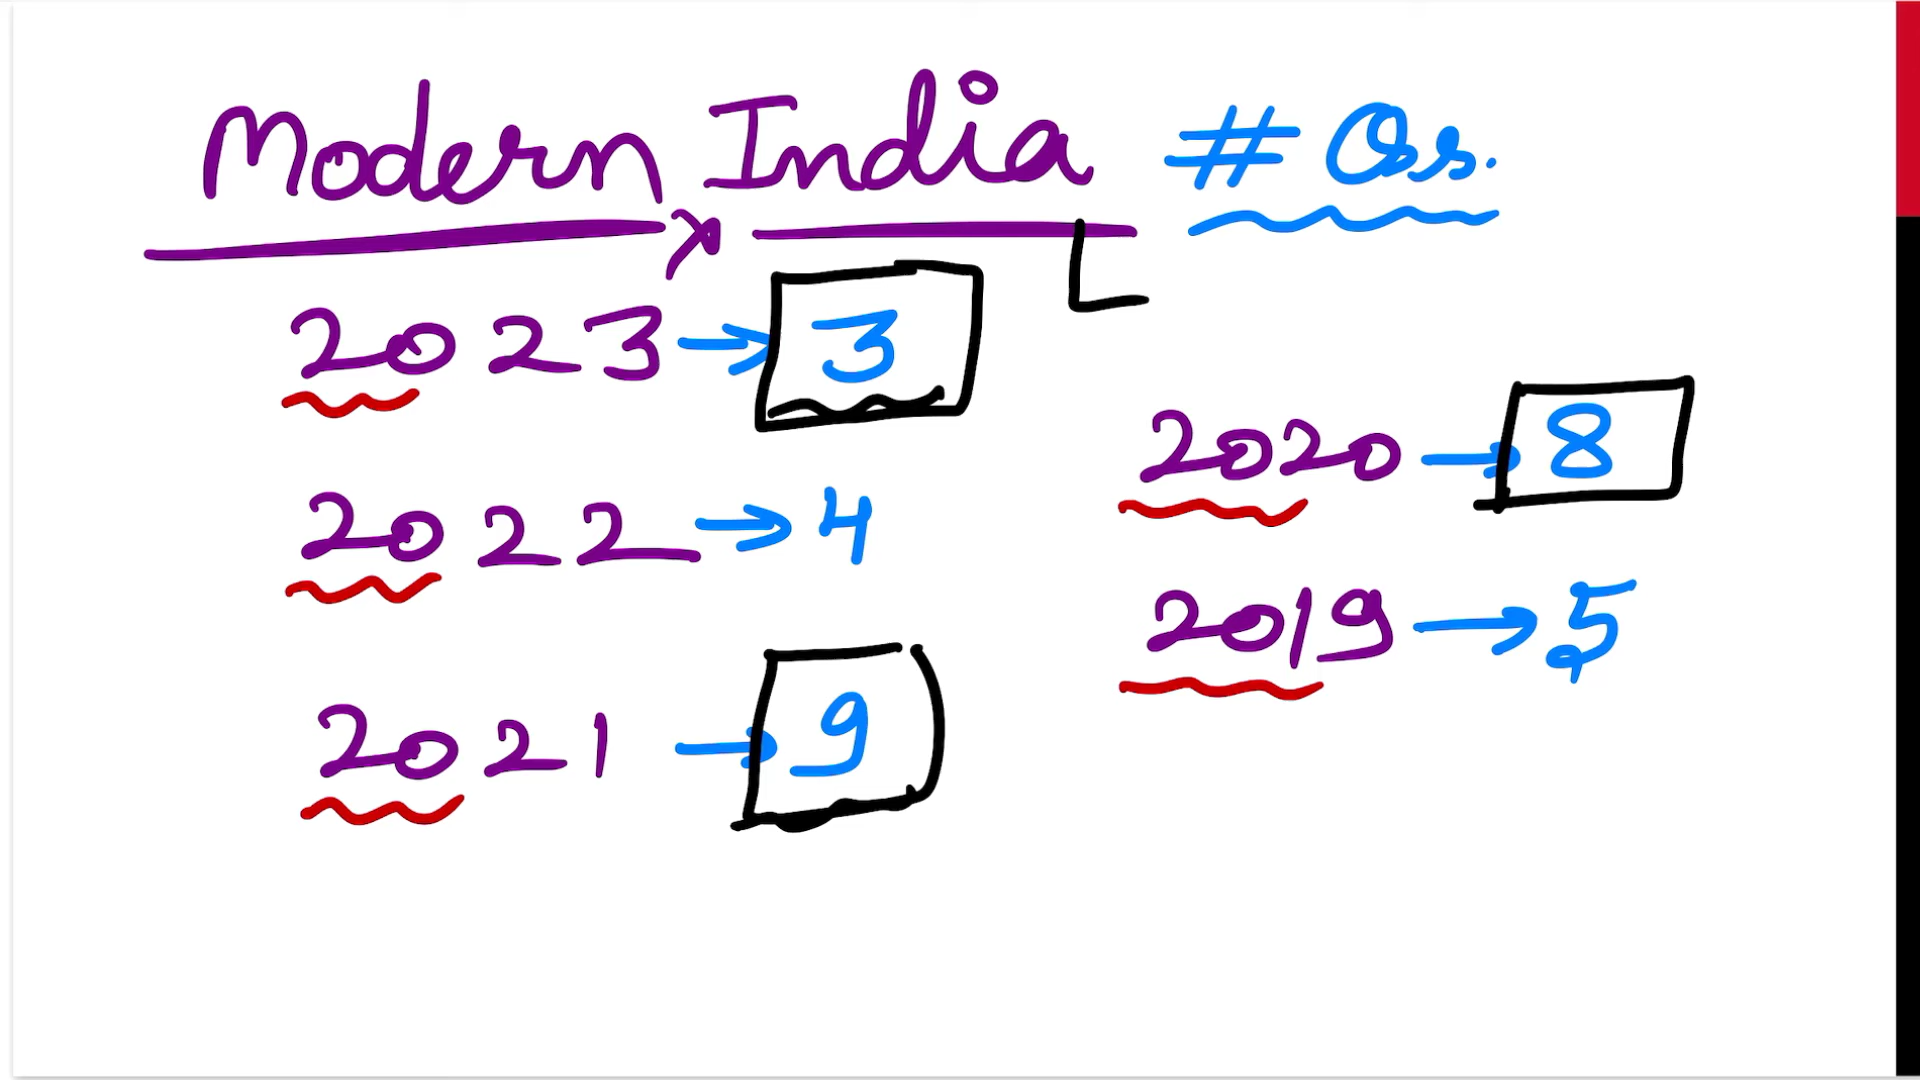 Modern India # Qs.
2023 → 3
2022 → 4
2021 → 9
2020 → 8
2019 → 5